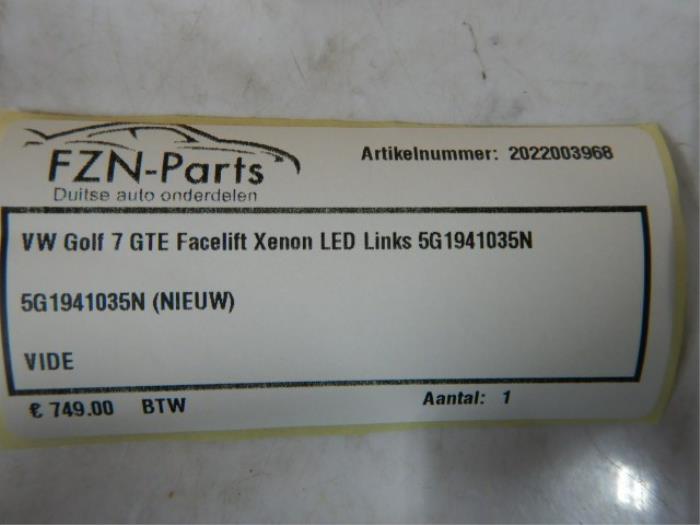 FZN-Parts
Duitse auto onderdelen
Artikelnummer: 2022003968
VW Golf 7 GTE Facelift Xenon LED Links 5G1941035N
5G1941035N (NIEUW)
VIDE
€ 749.00 BTW Aantal: 1